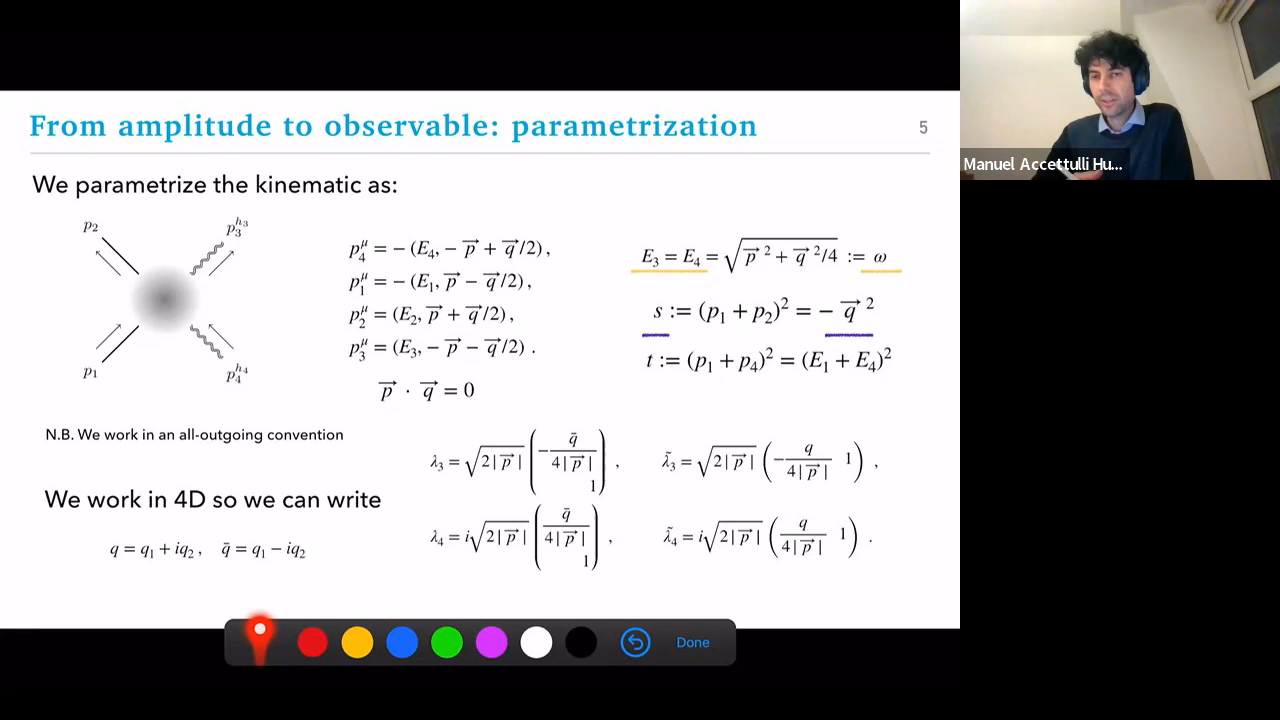 From amplitude to observable: parametrization
5
We parametrize the kinematic as:
p₂
p₃^{h₃}
p₁
p₄^{h₄}
p₄^μ = − (E₄, − p⃗ + q⃗/2) ,
p₁^μ = − (E₁, p⃗ − q⃗/2) ,
p₂^μ = (E₂, p⃗ + q⃗/2) ,
p₃^μ = (E₃, − p⃗ − q⃗/2) .
p⃗ · q⃗ = 0
E₃ = E₄ = √(p⃗ ² + q⃗ ²/4) := ω
s := (p₁ + p₂)² = − q⃗ ²
t := (p₁ + p₄)² = (E₁ + E₄)²
N.B. We work in an all-outgoing convention
We work in 4D so we can write
q = q₁ + iq₂ , q̄ = q₁ − iq₂
λ₃ = √(2|p⃗|) (−q̄/(4|p⃗|) 1) ,
λ̃₃ = √(2|p⃗|) (−q/(4|p⃗|) 1) ,
λ₄ = i√(2|p⃗|) (q̄/(4|p⃗|) 1) ,
λ̃₄ = i√(2|p⃗|) (q/(4|p⃗|) 1) .
Done
Manuel Accettulli Hu...